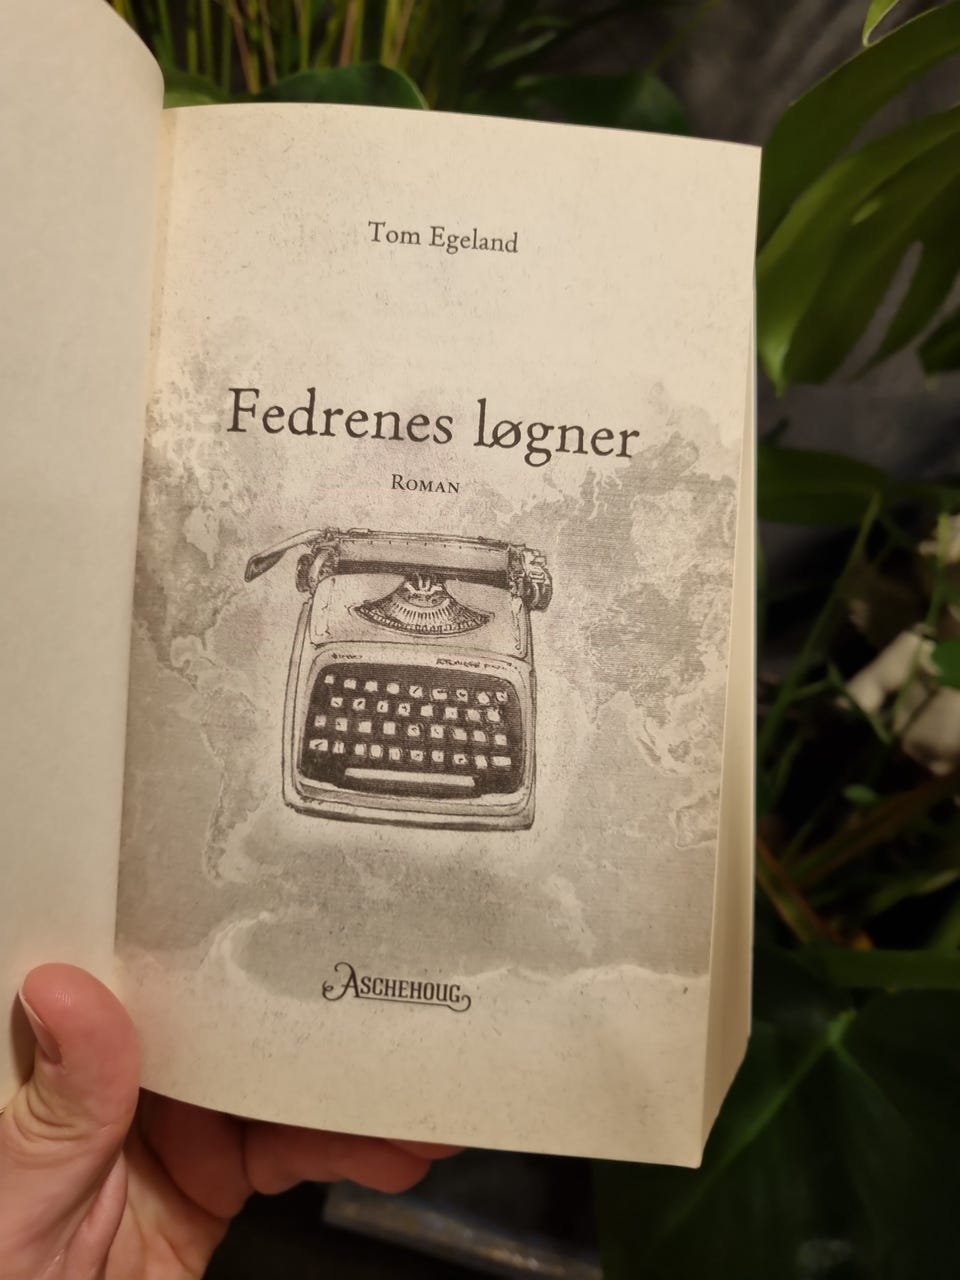 Tom Egeland
Fedrenes løgner
ROMAN
ASCHEHOUG